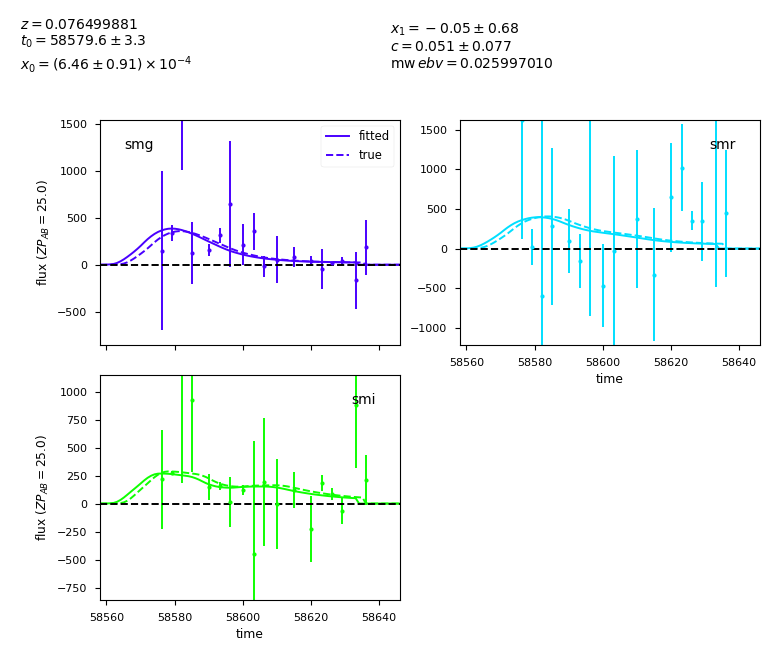 z = 0.076499881
t₀ = 58579.6 ± 3.3
x₀ = (6.46 ± 0.91) × 10⁻⁴
x₁ = −0.05 ± 0.68
c = 0.051 ± 0.077
mw ebv = 0.025997010
smg
fitted
true
1500
1000
500
0
−500
flux (ZP_AB = 25.0)
smr
1500
1000
500
0
−500
−1000
58560
58580
58600
58620
58640
time
smi
1000
750
500
250
0
−250
−500
−750
flux (ZP_AB = 25.0)
58560
58580
58600
58620
58640
time